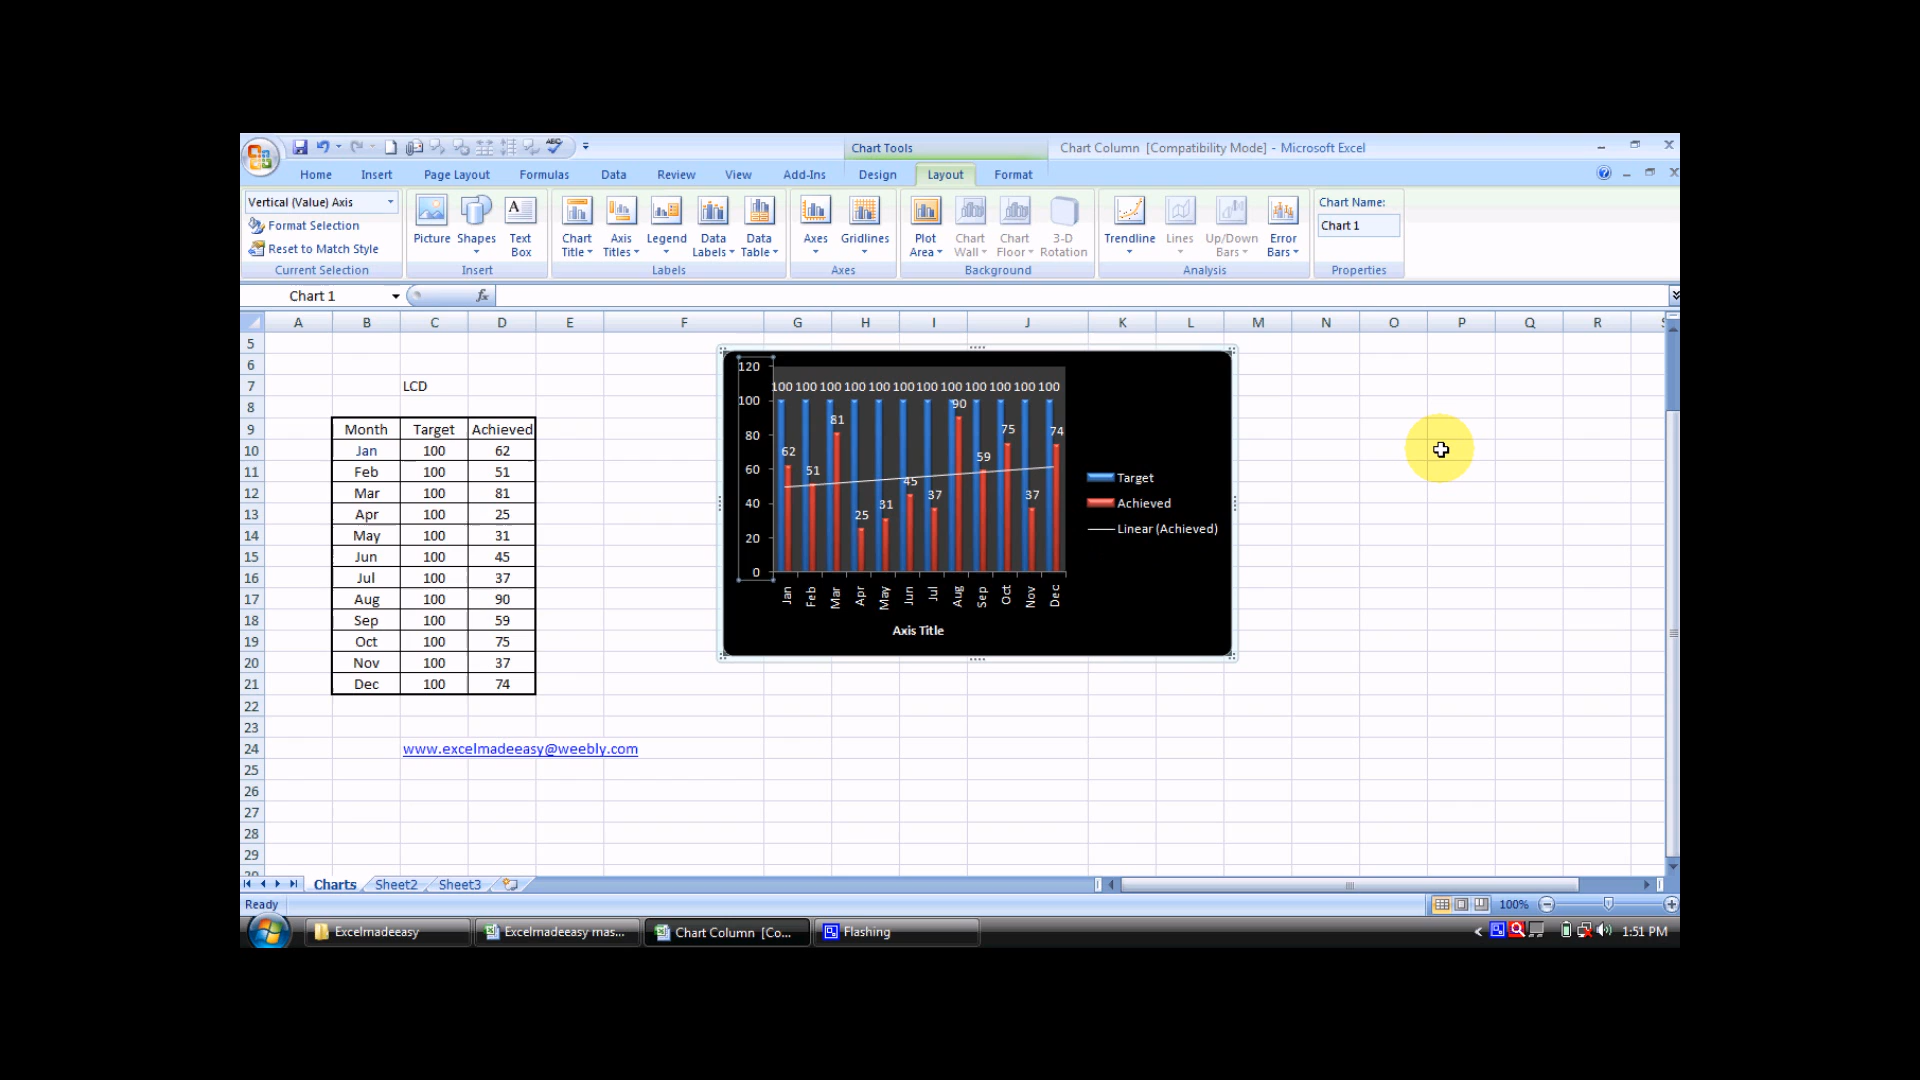 Chart Tools
Chart Column [Compatibility Mode] - Microsoft Excel
Home Insert Page Layout Formulas Data Review View Add-Ins Design Layout Format
Vertical (Value) Axis
Format Selection
Reset to Match Style
Current Selection
Picture Shapes Text Box
Insert
Chart Title Axis Titles Legend Data Labels Data Table
Labels
Axes Gridlines
Axes
Plot Area Chart Wall Chart Floor 3-D Rotation
Background
Trendline Lines Up/Down Bars Error Bars
Analysis
Chart Name:
Chart 1
Properties
Chart 1 fx
A B C D E F G H I J K L M N O P Q R S
5
6
7 LCD
8
9 Month Target Achieved
10 Jan 100 62
11 Feb 100 51
12 Mar 100 81
13 Apr 100 25
14 May 100 31
15 Jun 100 45
16 Jul 100 37
17 Aug 100 90
18 Sep 100 59
19 Oct 100 75
20 Nov 100 37
21 Dec 100 74
22
23
24 www.excelmadeeasy@weebly.com
25
26
27
28
29
120
100
80
60
40
20
0
100 100 100 100 100 100 100 100 100 100 100 100
62 51 81 25 31 45 37 90 59 75 37 74
Jan Feb Mar Apr May Jun Jul Aug Sep Oct Nov Dec
Axis Title
Target
Achieved
Linear (Achieved)
Charts Sheet2 Sheet3
Ready
100%
Excelmadeeasy
Excelmadeeasy mas...
Chart Column [Co...
Flashing
1:51 PM